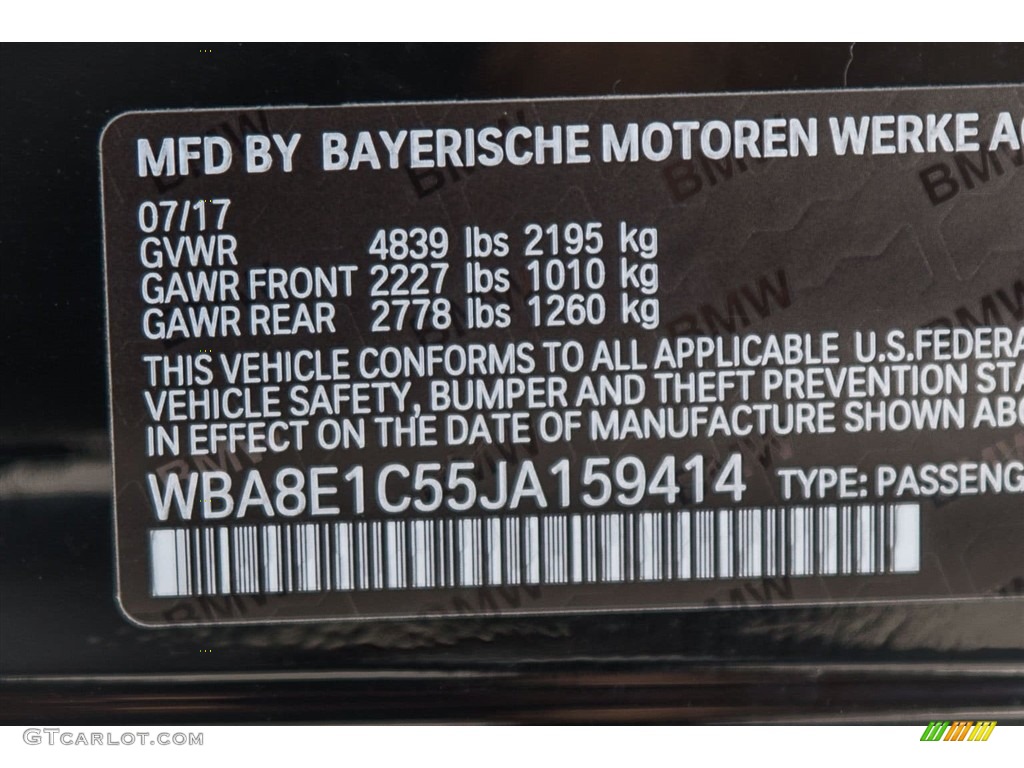 MFD BY BAYERISCHE MOTOREN WERKE AG
07/17
GVWR 4839 lbs 2195 kg
GAWR FRONT 2227 lbs 1010 kg
GAWR REAR 2778 lbs 1260 kg
THIS VEHICLE CONFORMS TO ALL APPLICABLE U.S.FEDERA
VEHICLE SAFETY, BUMPER AND THEFT PREVENTION STA
IN EFFECT ON THE DATE OF MANUFACTURE SHOWN ABO
WBA8E1C55JA159414 TYPE: PASSENG
GTCARLOT.COM